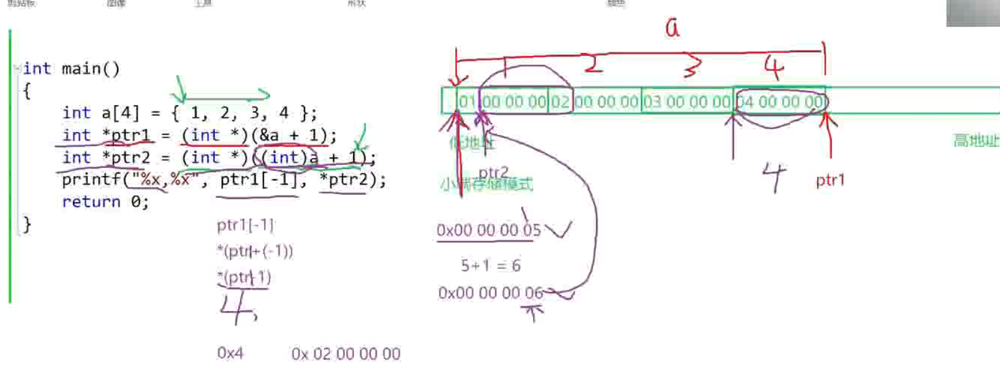 剪贴板 图像 工具 形状 颜色
a
1 2 3 4
int main()
{
int a[4] = { 1, 2, 3, 4 };
int *ptr1 = (int *)(&a + 1);
int *ptr2 = (int *)((int)a + 1);
printf("%x,%x", ptr1[-1], *ptr2);
return 0;
}
01 00 00 00 02 00 00 00 03 00 00 00 04 00 00 00
低地址 高地址
ptr2
小端存储模式
4
ptr1
ptr1[-1]
*(ptr1+(-1))
*(ptr1-1)
4,
0x4 0x 02 00 00 00
0x00 00 00 05
5+1 = 6
0x00 00 00 06